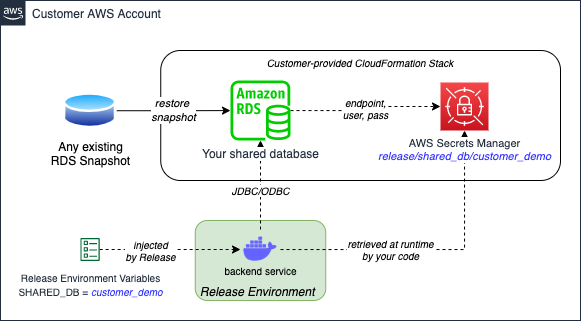 aws
Customer AWS Account
Customer-provided CloudFormation Stack
Amazon
RDS
restore
snapshot
endpoint,
user, pass
Any existing
RDS Snapshot
Your shared database
AWS Secrets Manager
release/shared_db/customer_demo
JDBC/ODBC
injected
by Release
retrieved at runtime
by your code
backend service
Release Environment
Release Environment Variables
SHARED_DB = customer_demo